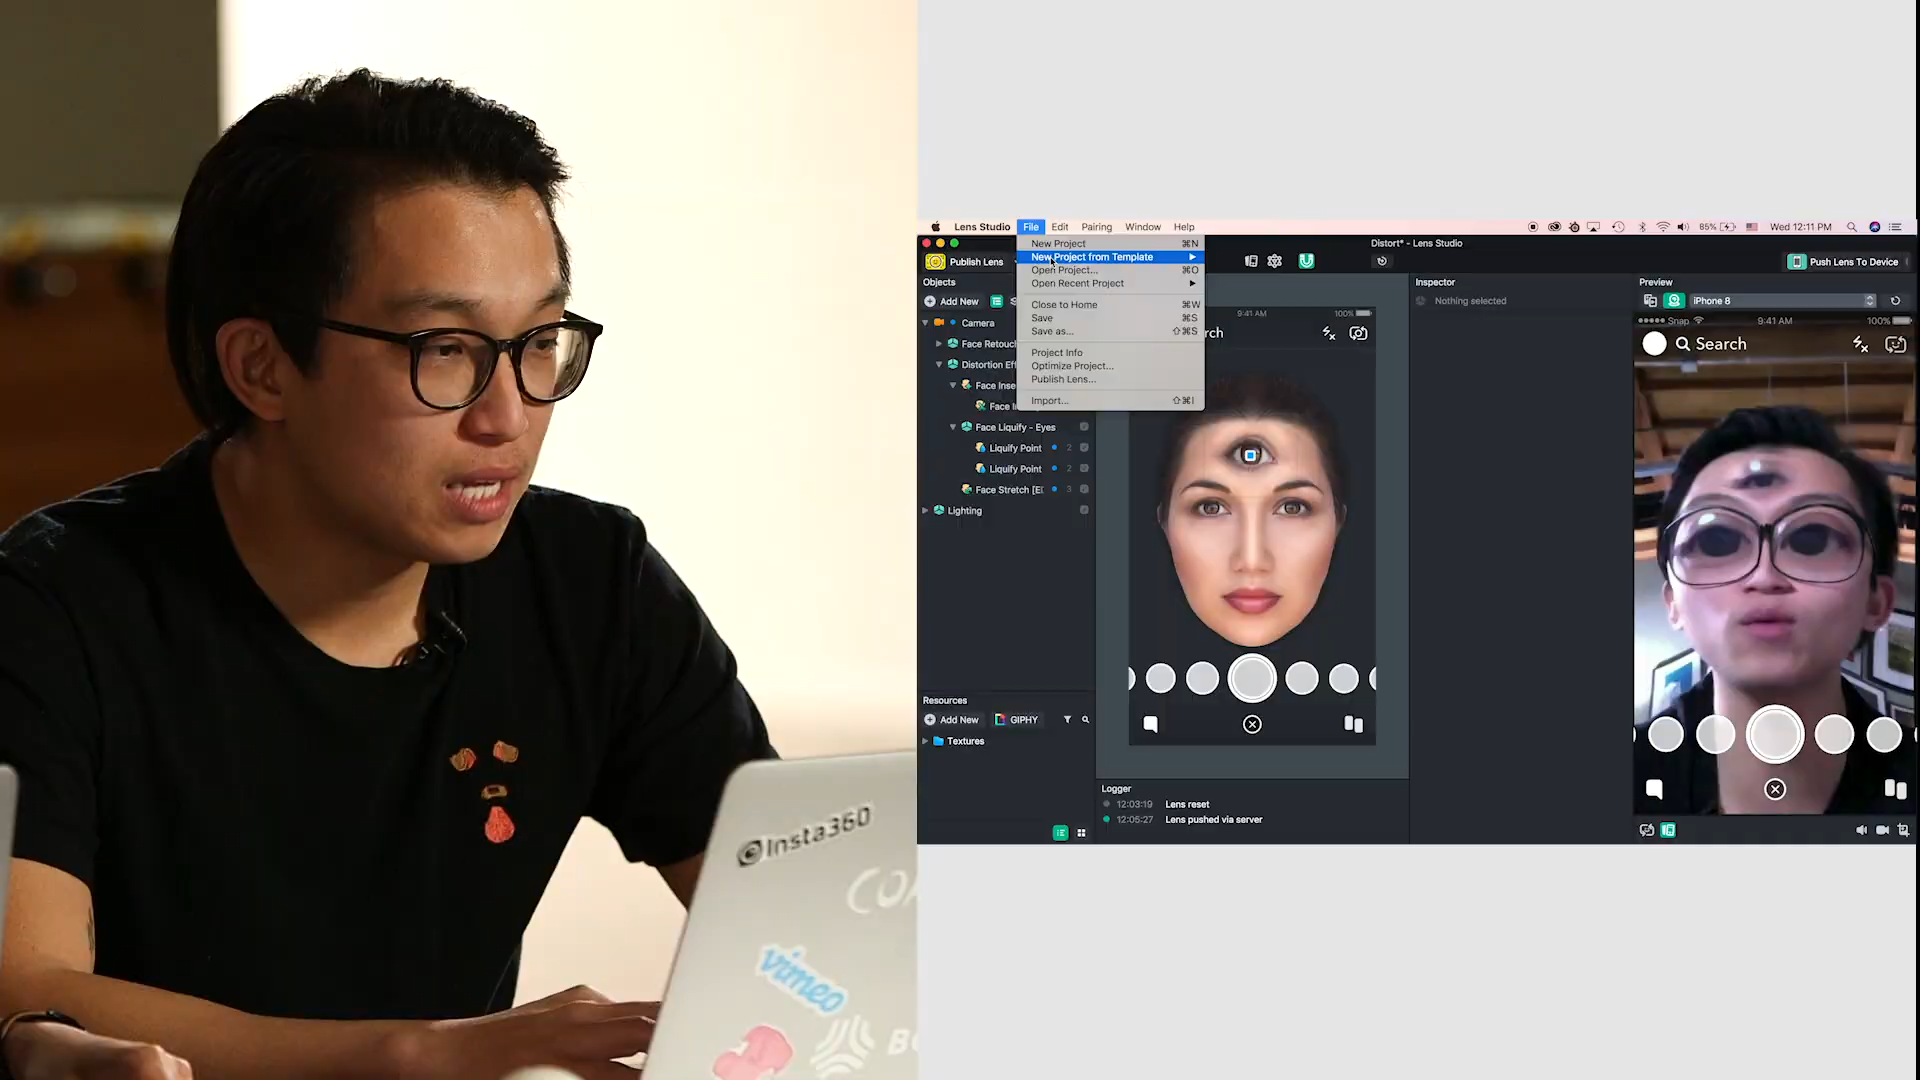 Insta360
vimeo
Lens Studio File Edit Pairing Window Help
85% Wed 12:11 PM
Distort* - Lens Studio
Publish Lens
Push Lens To Device
New Project ⌘N
New Project from Template
Open Project... ⌘O
Open Recent Project
Close to Home ⌘W
Save ⌘S
Save as... ⇧⌘S
Project Info
Optimize Project...
Publish Lens...
Import... ⇧⌘I
Objects
Add New
Camera
Face Retouc
Distortion Eff
Face Inse
Face I
Face Liquify - Eyes
Liquify Point 2
Liquify Point 2
Face Stretch [E 3
Lighting
Resources
Add New GIPHY
Textures
9:41 AM 100%
rch
Logger
12:03:19 Lens reset
12:05:27 Lens pushed via server
Inspector
Nothing selected
Preview
iPhone 8
Snap 9:41 AM 100%
Search